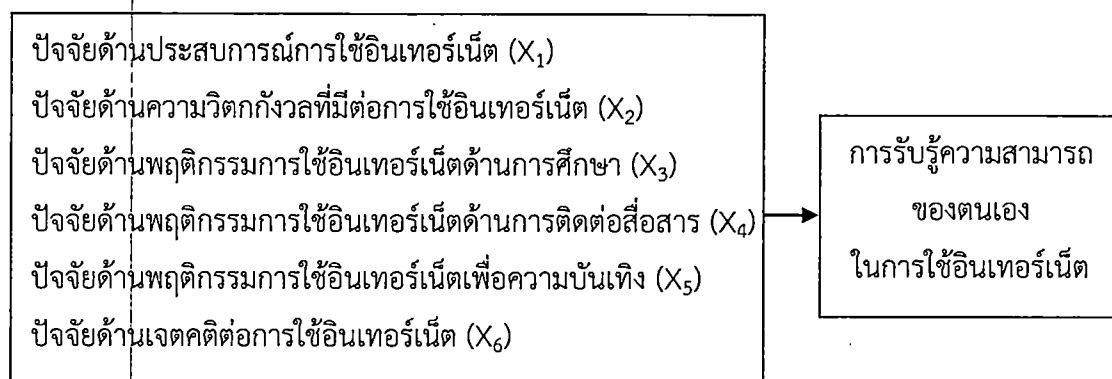 ปัจจัยด้านประสบการณ์การใช้อินเทอร์เน็ต (X₁)
ปัจจัยด้านความวิตกกังวลที่มีต่อการใช้อินเทอร์เน็ต (X₂)
ปัจจัยด้านพฤติกรรมการใช้อินเทอร์เน็ตด้านการศึกษา (X₃)
ปัจจัยด้านพฤติกรรมการใช้อินเทอร์เน็ตด้านการติดต่อสื่อสาร (X₄)
ปัจจัยด้านพฤติกรรมการใช้อินเทอร์เน็ตเพื่อความบันเทิง (X₅)
ปัจจัยด้านเจตคติต่อการใช้อินเทอร์เน็ต (X₆)
การรับรู้ความสามารถ
ของตนเอง
ในการใช้อินเทอร์เน็ต